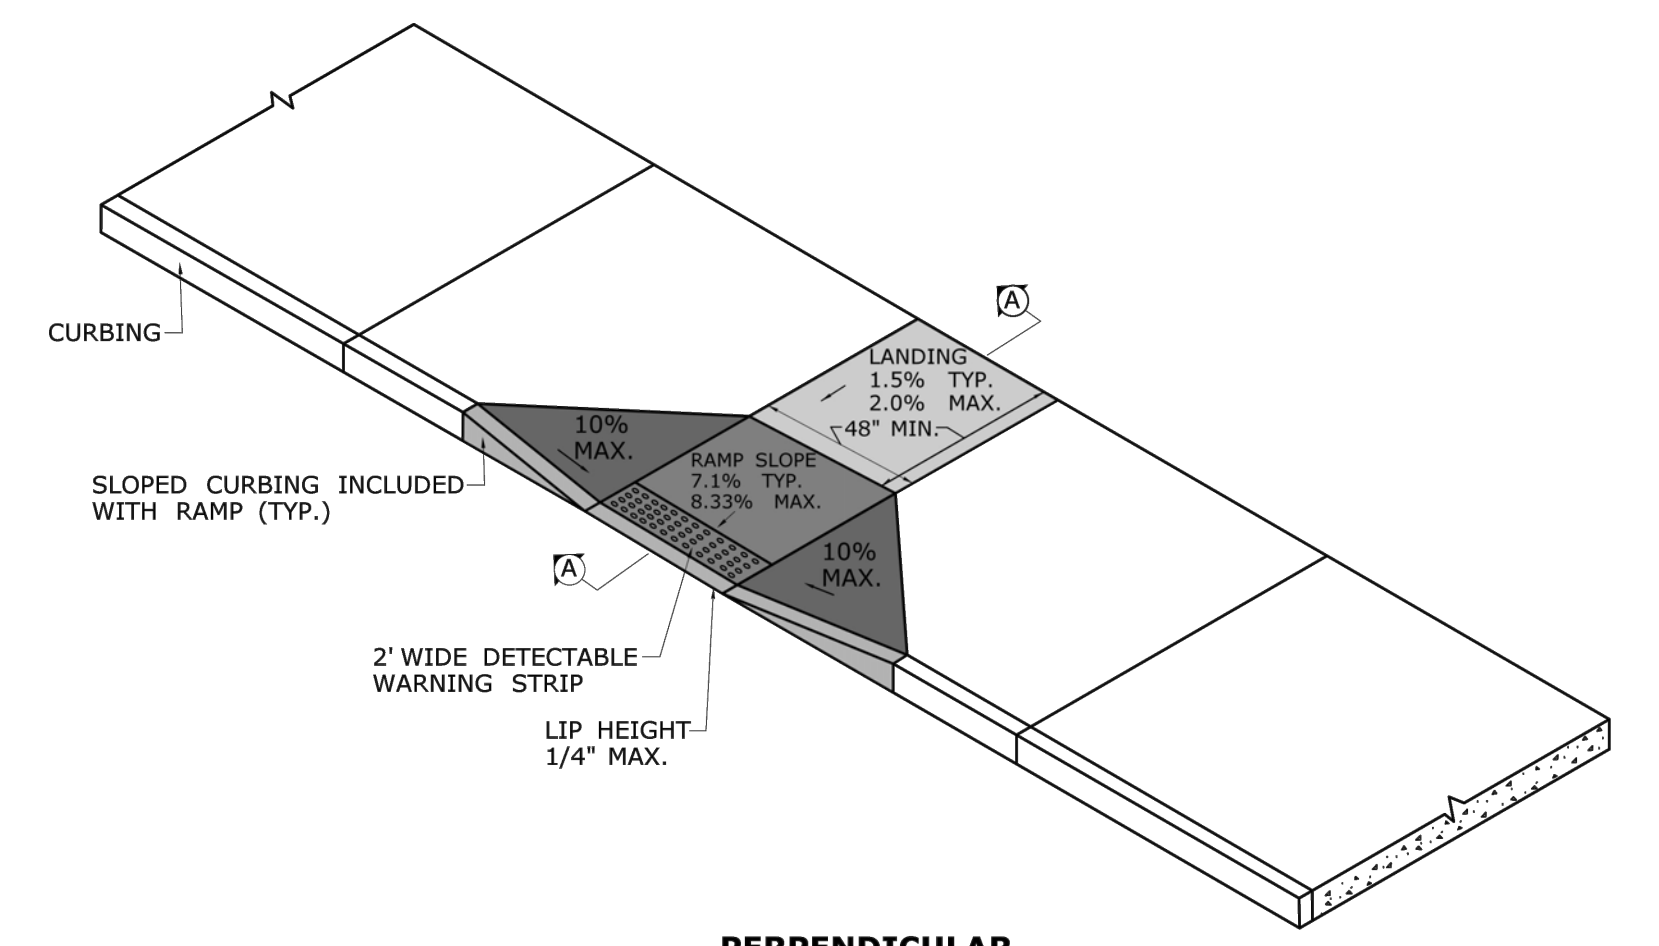 A
LANDING
1.5% TYP.
2.0% MAX.
48" MIN.
CURBING
10%
MAX.
RAMP SLOPE
7.1% TYP.
8.33% MAX.
SLOPED CURBING INCLUDED
WITH RAMP (TYP.)
A
10%
MAX.
2' WIDE DETECTABLE
WARNING STRIP
LIP HEIGHT
1/4" MAX.
PERPENDICULAR